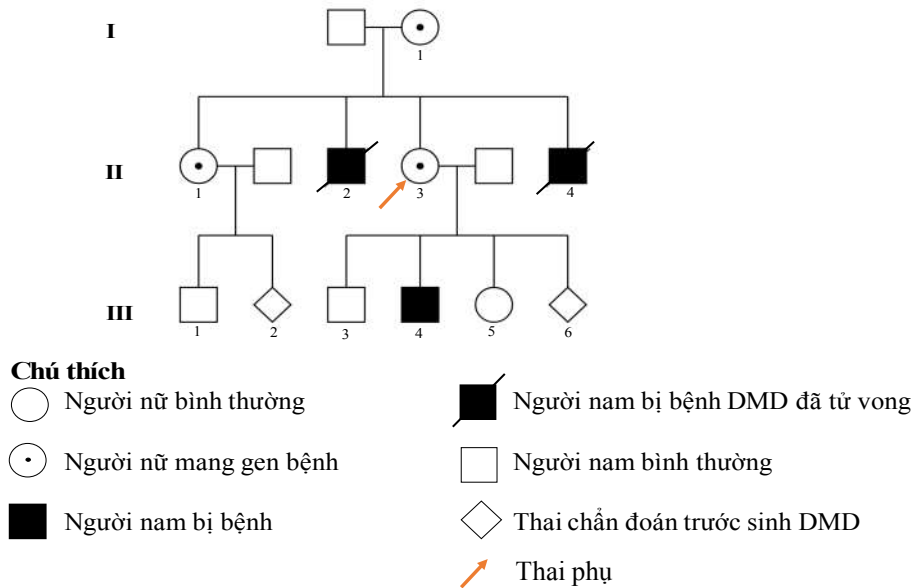 I
1
II
1
2
3
4
III
1
2
3
4
5
6
Chú thích
Người nữ bình thường
Người nam bị bệnh DMD đã tử vong
Người nữ mang gen bệnh
Người nam bình thường
Người nam bị bệnh
Thai chẩn đoán trước sinh DMD
Thai phụ